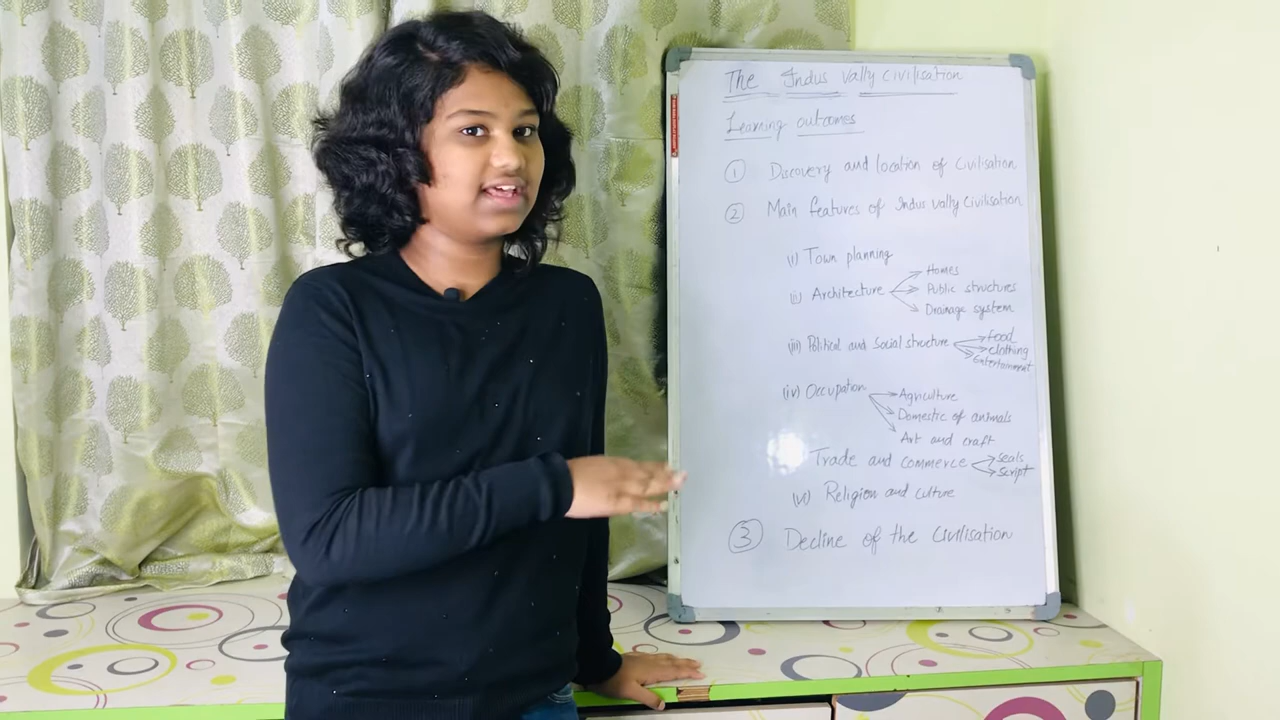 The Indus Vally Civilisation
Learning outcomes
① Discovery and location of Civilisation
② Main features of Indus Vally Civilisation
(i) Town planning
(ii) Architecture
Homes
Public structures
Drainage system
(iii) Political and Social structure
food
clothing
Entertainment
(iv) Occupation
Agriculture
Domestic of animals
Art and craft
Trade and commerce
Seals
Script
(vi) Religion and culture
③ Decline of the Civilisation